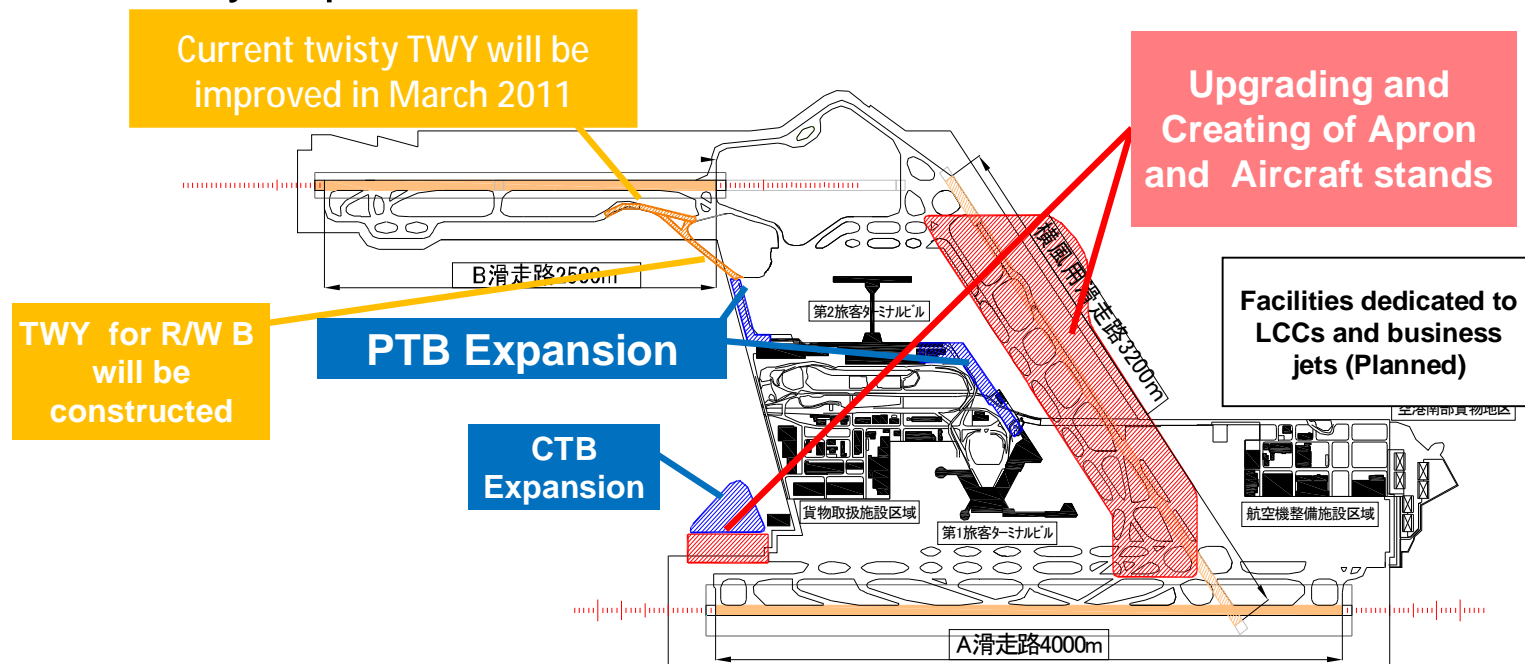 Current twisty TWY will be
improved in March 2011
Upgrading and
Creating of Apron
and Aircraft stands
B滑走路2500m
横風用滑走路3200m
第2旅客ターミナルビル
Facilities dedicated to
LCCs and business
jets (Planned)
TWY for R/W B
will be
constructed
PTB Expansion
空港南部貨物地区
CTB
Expansion
貨物取扱施設区域
第1旅客ターミナルビル
航空機整備施設区域
A滑走路4000m